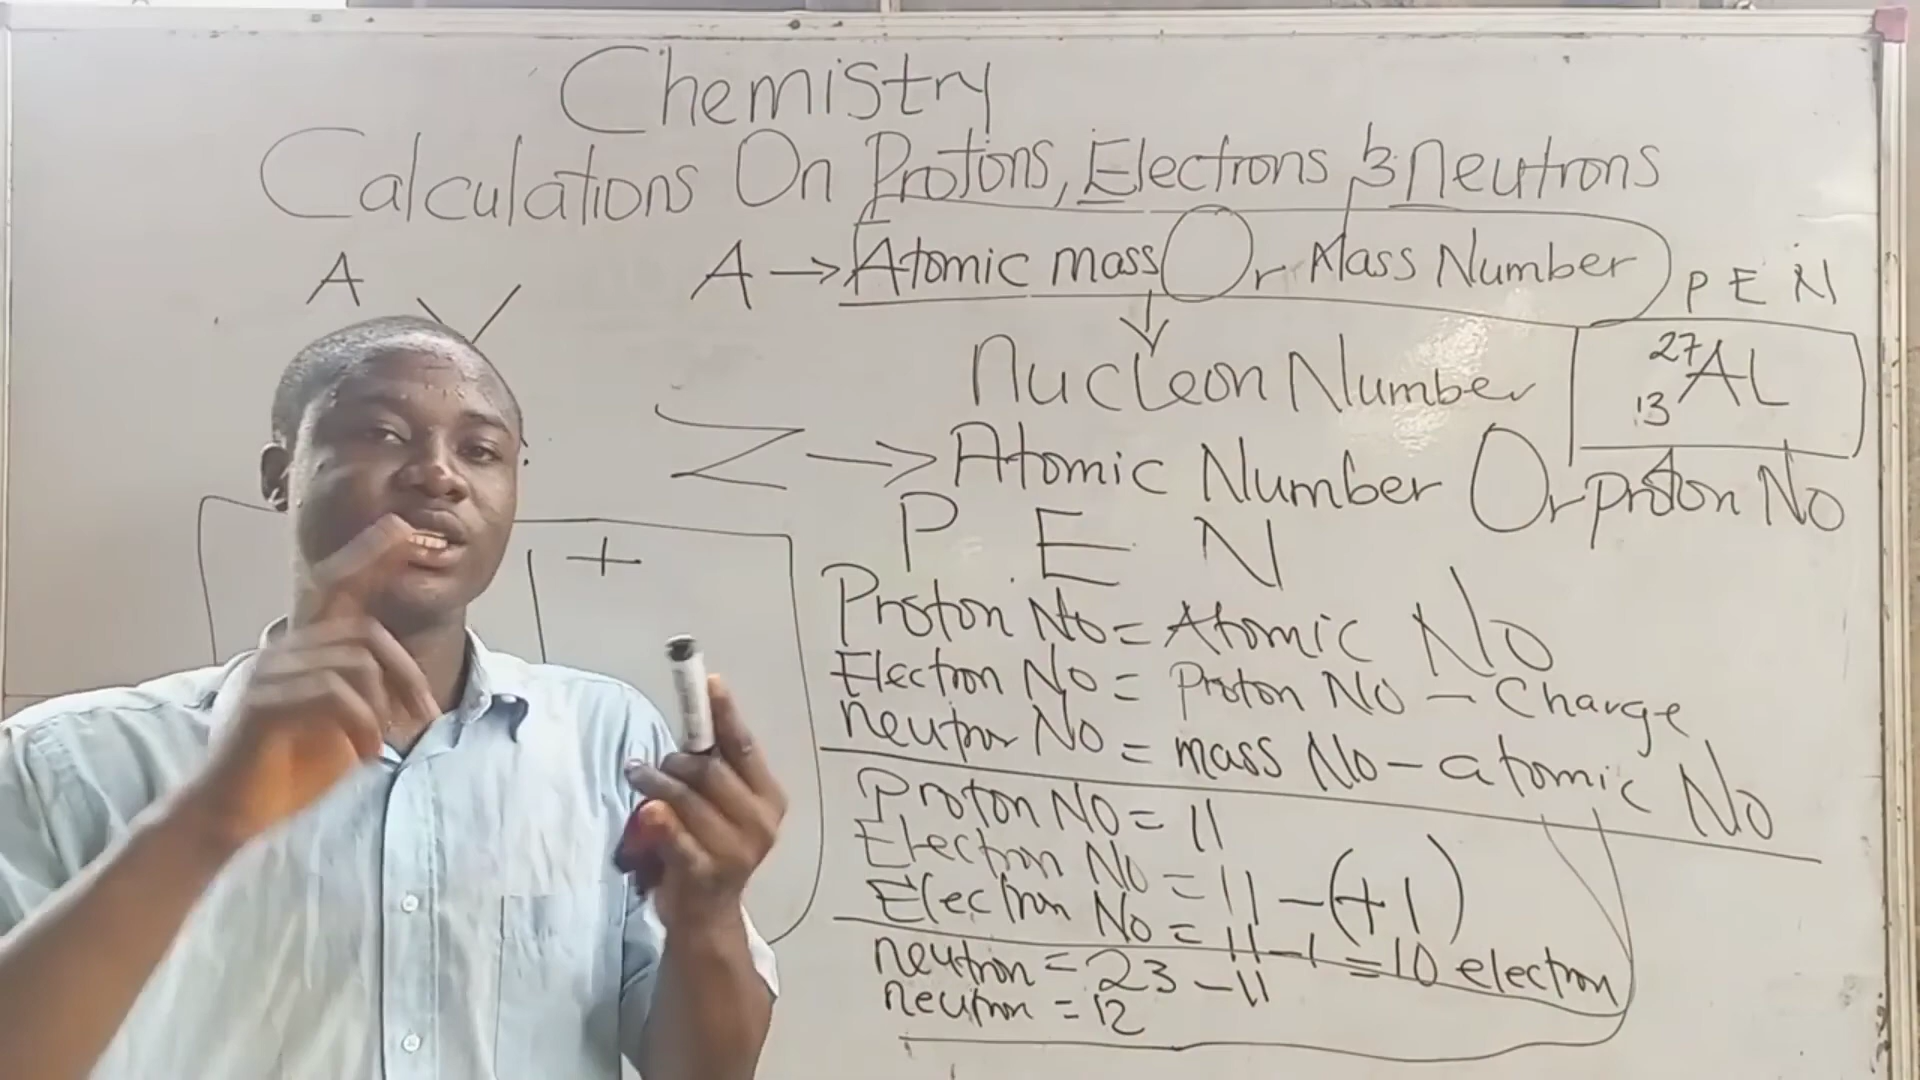 Chemistry
Calculations On Protons, Electrons & Neutrons
A
A → Atomic mass Or Mass Number
P E N
Nucleon Number
27
13 AL
Z → Atomic Number Or proton No
P E N
+
Proton No = Atomic No
Electron No = Proton No - Charge
neutron No = mass No - atomic No
Proton No = 11
Electron No = 11 - (+1)
Electron No = 11 - 1 = 10 electron
neutron = 23 - 11
neutron = 12